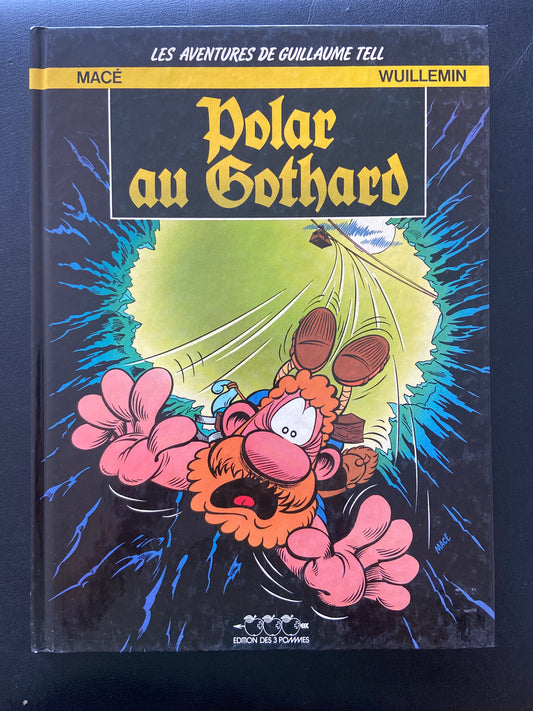 LES AVENTURES DE GUILLAUME TELL
MACÉ WUILLEMIN
Polar
au Gothard
MACÉ
EDITION DES 3 POMMES